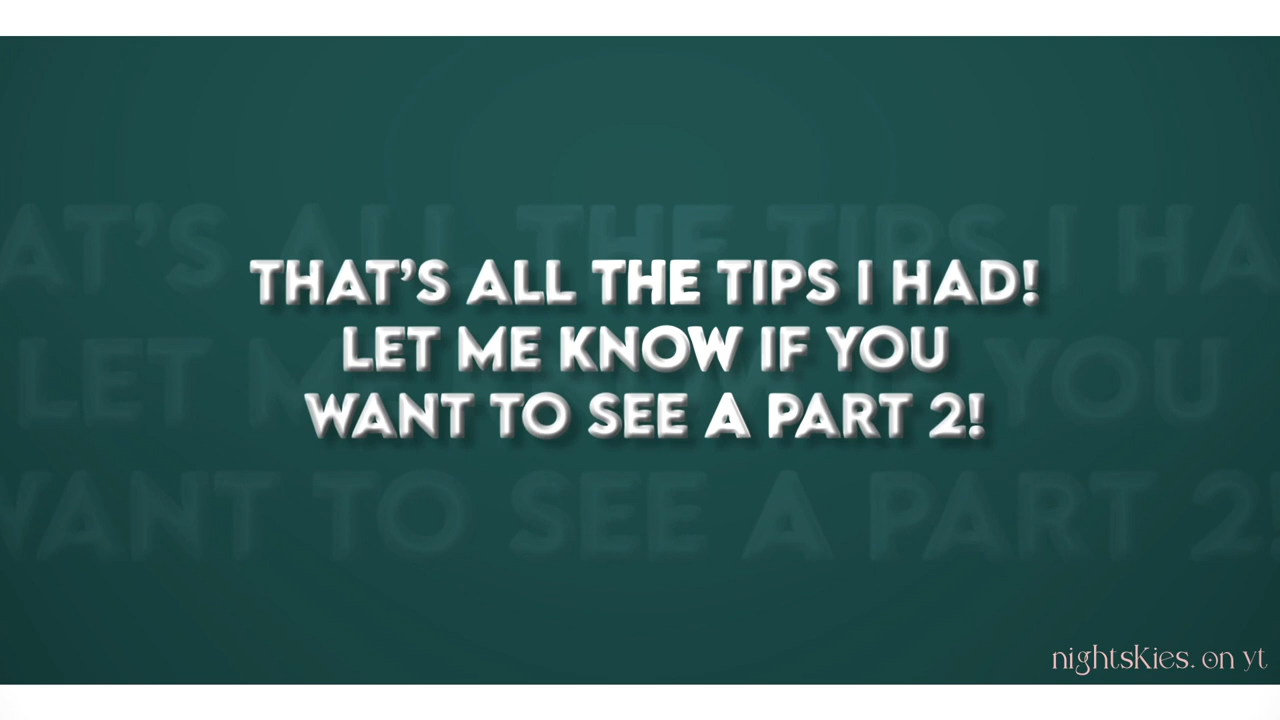 THAT'S ALL THE TIPS I HAD!
LET ME KNOW IF YOU
WANT TO SEE A PART 2!
nightskies. on yt